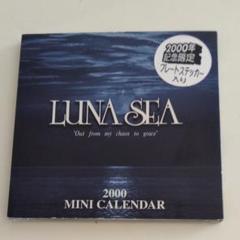 2000年
記念限定
プレートステッカー
入り
LUNA SEA
"Out from my chaos to grace"
2000
MINI CALENDAR